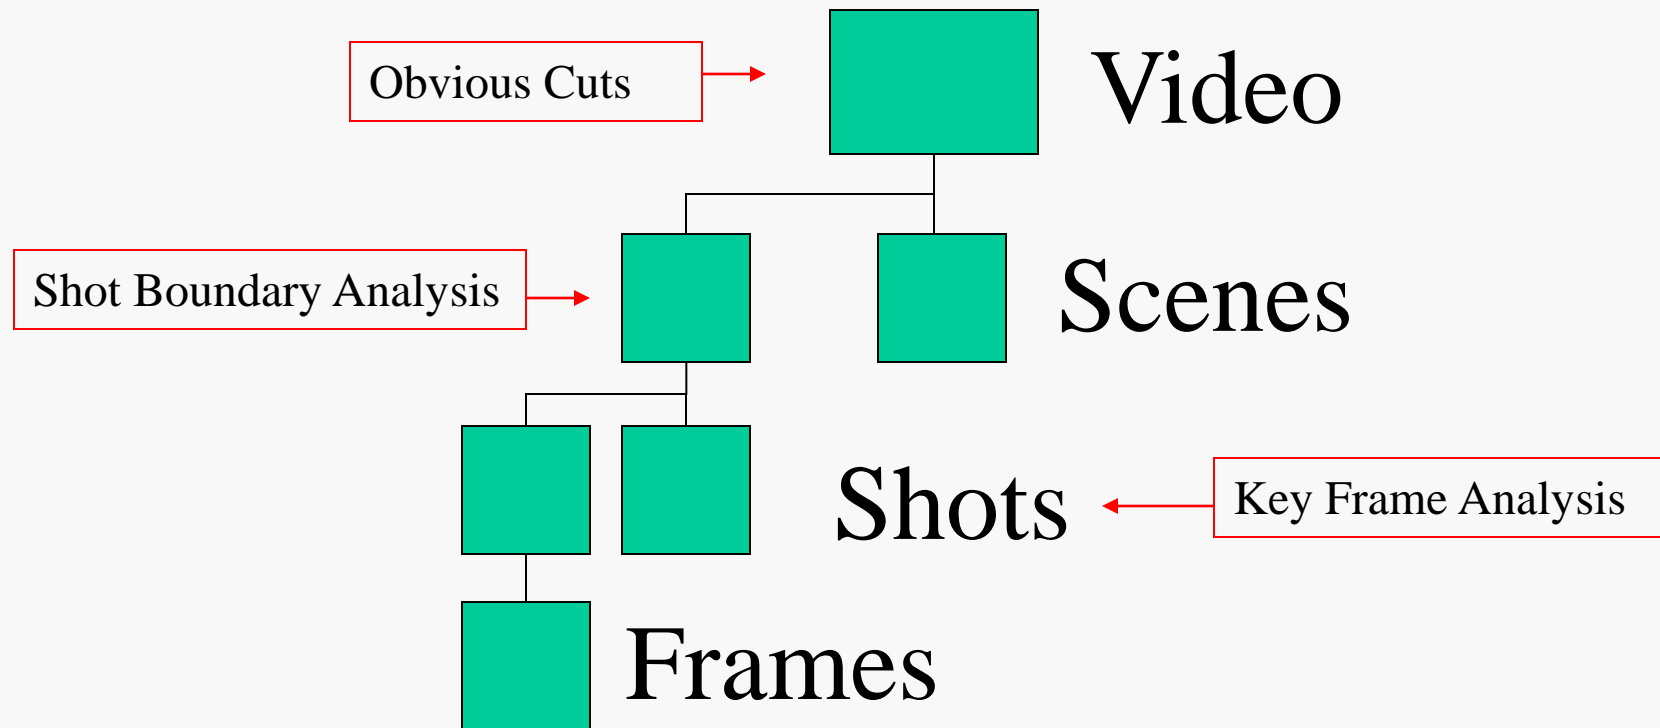 Obvious Cuts
Video
Shot Boundary Analysis
Scenes
Shots
Key Frame Analysis
Frames